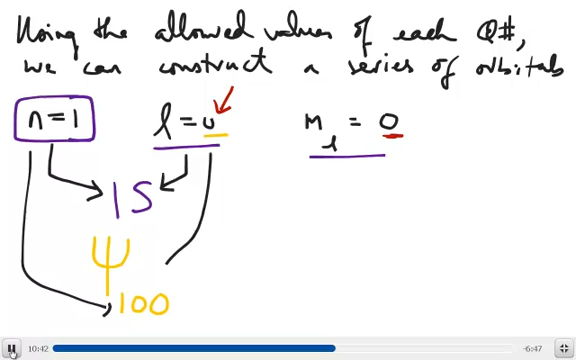 Using the allowed values of each Q#,
we can construct a series of orbitals
n=1 l=0 m l = 0
1S
Ψ
,100
10:42 -6:47